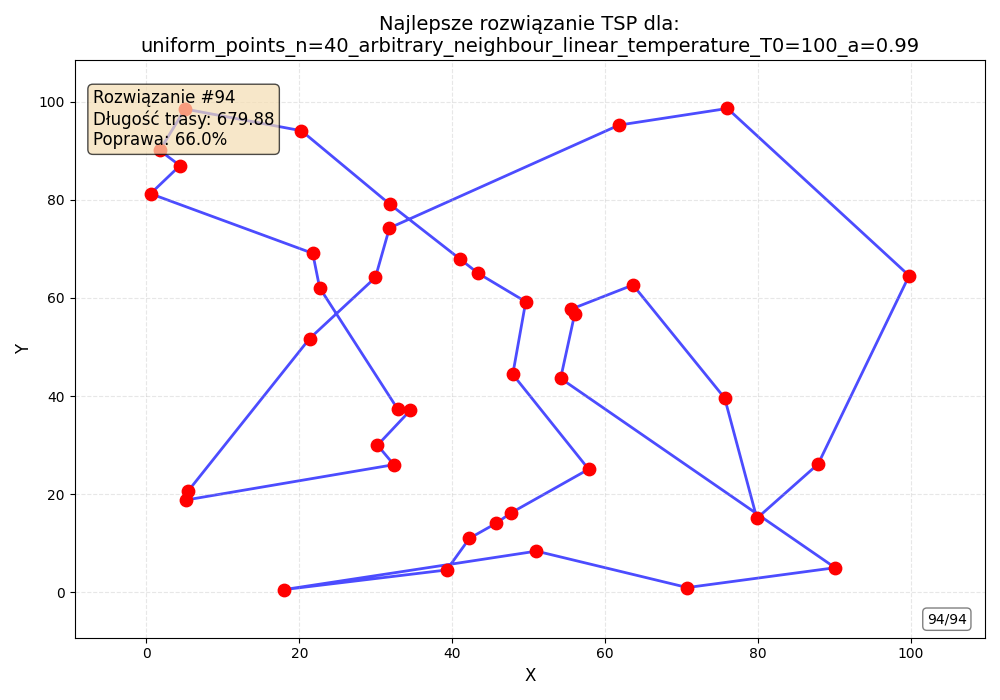 Najlepsze rozwiązanie TSP dla:
uniform_points_n=40_arbitrary_neighbour_linear_temperature_T0=100_a=0.99
Rozwiązanie #94
Długość trasy: 679.88
Poprawa: 66.0%
100
80
60
40
20
0
Y
0
20
40
60
80
100
X
94/94